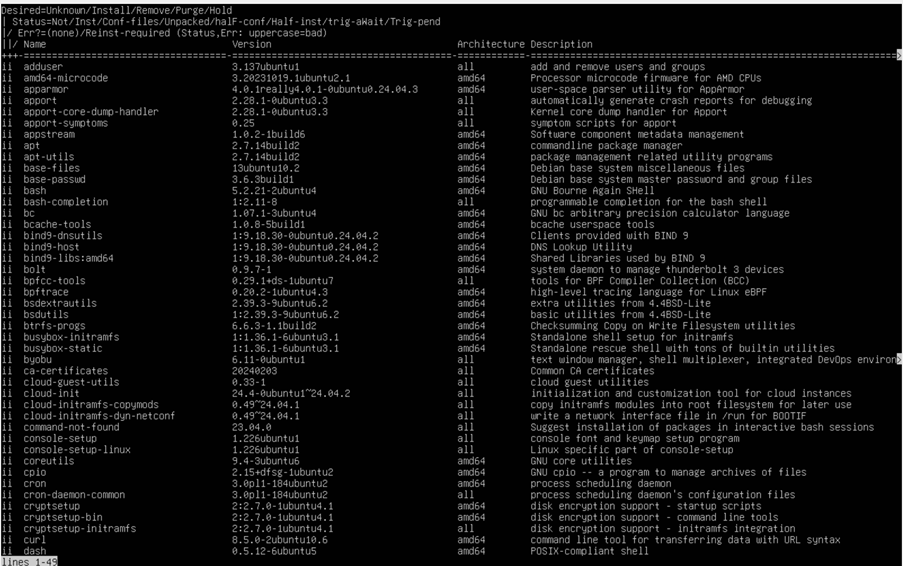 Desired=Unknown/Install/Remove/Purge/Hold
| Status=Not/Inst/Conf-files/Unpacked/halF-conf/Half-inst/trig-aWait/Trig-pend
|/ Err?=(none)/Reinst-required (Status,Err: uppercase=bad)
||/ Name Version Architecture Description
+++-=================================-===================================-============-===============================================================>
ii adduser 3.137ubuntu1 all add and remove users and groups
ii amd64-microcode 3.20231019.1ubuntu2.1 amd64 Processor microcode firmware for AMD CPUs
ii apparmor 4.0.1really4.0.1-0ubuntu0.24.04.3 amd64 user-space parser utility for AppArmor
ii apport 2.28.1-0ubuntu3.3 all automatically generate crash reports for debugging
ii apport-core-dump-handler 2.28.1-0ubuntu3.3 all Kernel core dump handler for Apport
ii apport-symptoms 0.25 all symptom scripts for apport
ii appstream 1.0.2-1build6 amd64 Software component metadata management
ii apt 2.7.14build2 amd64 commandline package manager
ii apt-utils 2.7.14build2 amd64 package management related utility programs
ii base-files 13ubuntu10.2 amd64 Debian base system miscellaneous files
ii base-passwd 3.6.3build1 amd64 Debian base system master password and group files
ii bash 5.2.21-2ubuntu4 amd64 GNU Bourne Again SHell
ii bash-completion 1:2.11-8 all programmable completion for the bash shell
ii bc 1.07.1-3ubuntu4 amd64 GNU bc arbitrary precision calculator language
ii bcache-tools 1.0.8-5build1 amd64 bcache userspace tools
ii bind9-dnsutils 1:9.18.30-0ubuntu0.24.04.2 amd64 Clients provided with BIND 9
ii bind9-host 1:9.18.30-0ubuntu0.24.04.2 amd64 DNS Lookup Utility
ii bind9-libs:amd64 1:9.18.30-0ubuntu0.24.04.2 amd64 Shared Libraries used by BIND 9
ii bolt 0.9.7-1 amd64 system daemon to manage thunderbolt 3 devices
ii bpfcc-tools 0.29.1+ds-1ubuntu7 all tools for BPF Compiler Collection (BCC)
ii bpftrace 0.20.2-1ubuntu4.3 amd64 high-level tracing language for Linux eBPF
ii bsdextrautils 2.39.3-9ubuntu6.2 amd64 extra utilities from 4.4BSD-Lite
ii bsdutils 1:2.39.3-9ubuntu6.2 amd64 basic utilities from 4.4BSD-Lite
ii btrfs-progs 6.6.3-1.1build2 amd64 Checksumming Copy on Write Filesystem utilities
ii busybox-initramfs 1:1.36.1-6ubuntu3.1 amd64 Standalone shell setup for initramfs
ii busybox-static 1:1.36.1-6ubuntu3.1 amd64 Standalone rescue shell with tons of builtin utilities
ii byobu 6.11-0ubuntu1 all text window manager, shell multiplexer, integrated DevOps environ>
ii ca-certificates 20240203 all Common CA certificates
ii cloud-guest-utils 0.33-1 all cloud guest utilities
ii cloud-init 24.4-0ubuntu1~24.04.2 all initialization and customization tool for cloud instances
ii cloud-initramfs-copymods 0.49~24.04.1 all copy initramfs modules into root filesystem for later use
ii cloud-initramfs-dyn-netconf 0.49~24.04.1 all write a network interface file in /run for BOOTIF
ii command-not-found 23.04.0 all Suggest installation of packages in interactive bash sessions
ii console-setup 1.226ubuntu1 all console font and keymap setup program
ii console-setup-linux 1.226ubuntu1 all Linux specific part of console-setup
ii coreutils 9.4-3ubuntu6 amd64 GNU core utilities
ii cpio 2.15+dfsg-1ubuntu2 amd64 GNU cpio -- a program to manage archives of files
ii cron 3.0pl1-184ubuntu2 amd64 process scheduling daemon
ii cron-daemon-common 3.0pl1-184ubuntu2 all process scheduling daemon's configuration files
ii cryptsetup 2:2.7.0-1ubuntu4.1 amd64 disk encryption support - startup scripts
ii cryptsetup-bin 2:2.7.0-1ubuntu4.1 amd64 disk encryption support - command line tools
ii cryptsetup-initramfs 2:2.7.0-1ubuntu4.1 all disk encryption support - initramfs integration
ii curl 8.5.0-2ubuntu10.6 amd64 command line tool for transferring data with URL syntax
ii dash 0.5.12-6ubuntu5 amd64 POSIX-compliant shell
lines 1-49